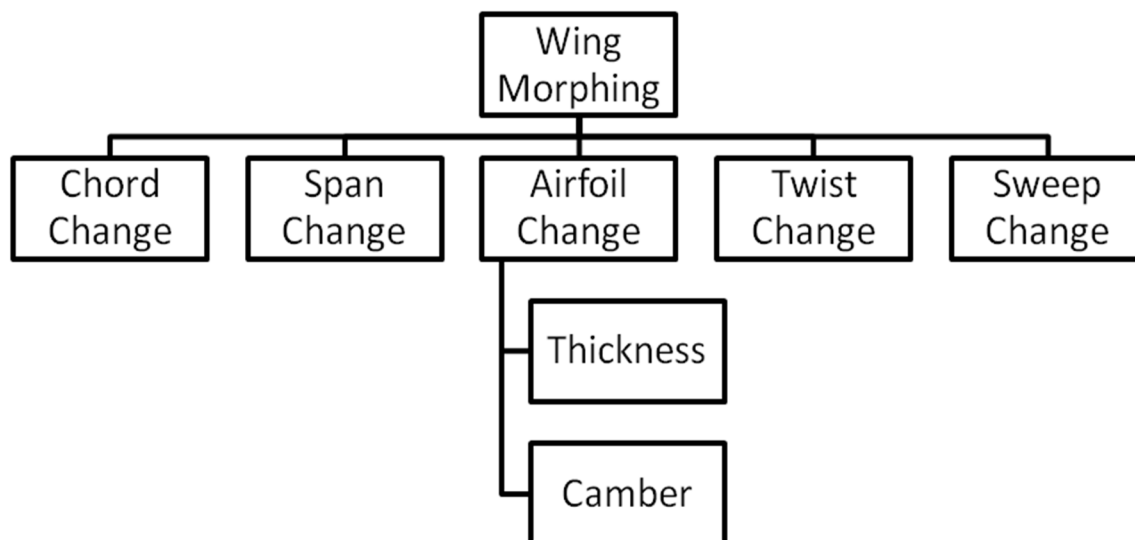 Wing
Morphing
Chord
Change
Span
Change
Airfoil
Change
Twist
Change
Sweep
Change
Thickness
Camber